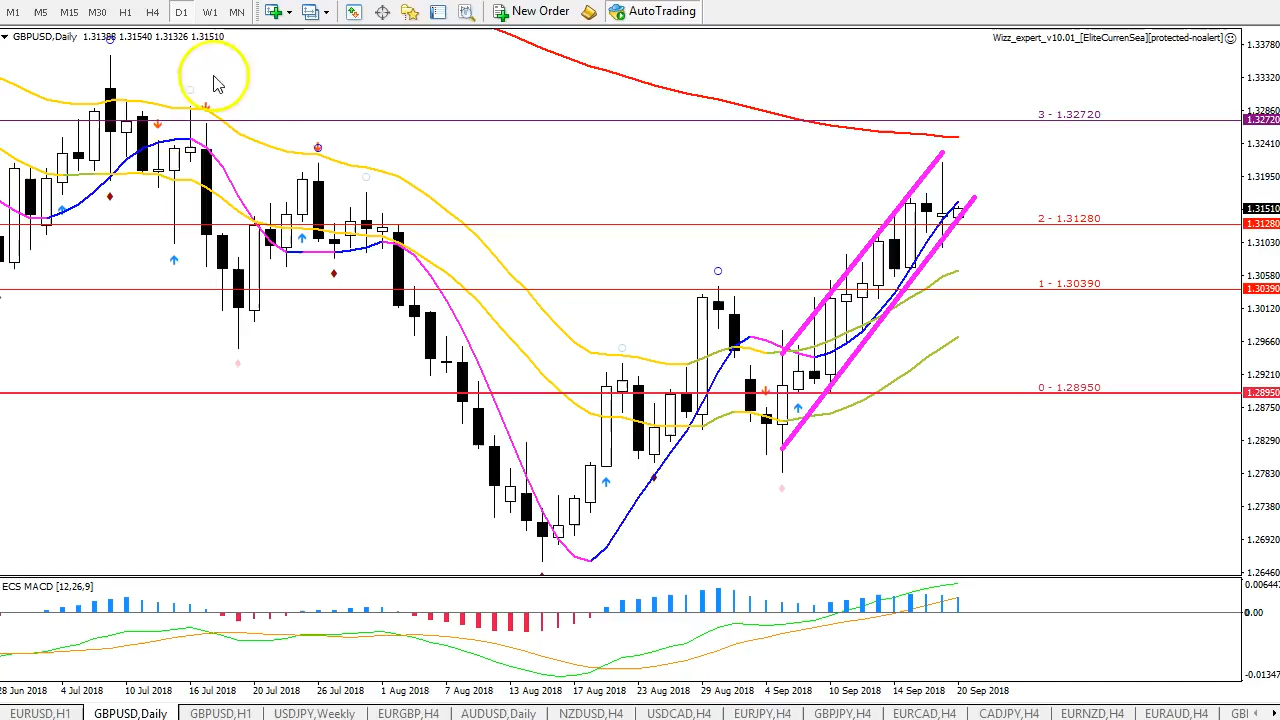 M1 M5 M15 M30 H1 H4 D1 W1 MN New Order AutoTrading
GBPUSD,Daily 1.31540 1.31326 1.31510
Wizz_expert_v10.01_[EliteCurrenSea][protected-noalert]
1.33780
1.33320
1.32860
3 - 1.32720
1.32720
1.32410
1.31950
1.31510
2 - 1.31280
1.31280
1.31030
1.30580
1 - 1.30390
1.30390
1.30120
1.29660
1.29210
0 - 1.28950
1.28950
1.28750
1.28290
1.27830
1.27380
1.26920
1.26460
ECS MACD [12,26,9]
0.00
28 Jun 2018 4 Jul 2018 10 Jul 2018 16 Jul 2018 20 Jul 2018 26 Jul 2018 1 Aug 2018 7 Aug 2018 13 Aug 2018 17 Aug 2018 23 Aug 2018 29 Aug 2018 4 Sep 2018 10 Sep 2018 14 Sep 2018 20 Sep 2018
EURUSD,H1 GBPUSD,Daily GBPUSD,H1 USDJPY,Weekly EURGBP,H4 AUDUSD,Daily NZDUSD,H4 USDCAD,H4 EURJPY,H4 GBPJPY,H4 EURCAD,H4 CADJPY,H4 EURNZD,H4 EURAUD,H4